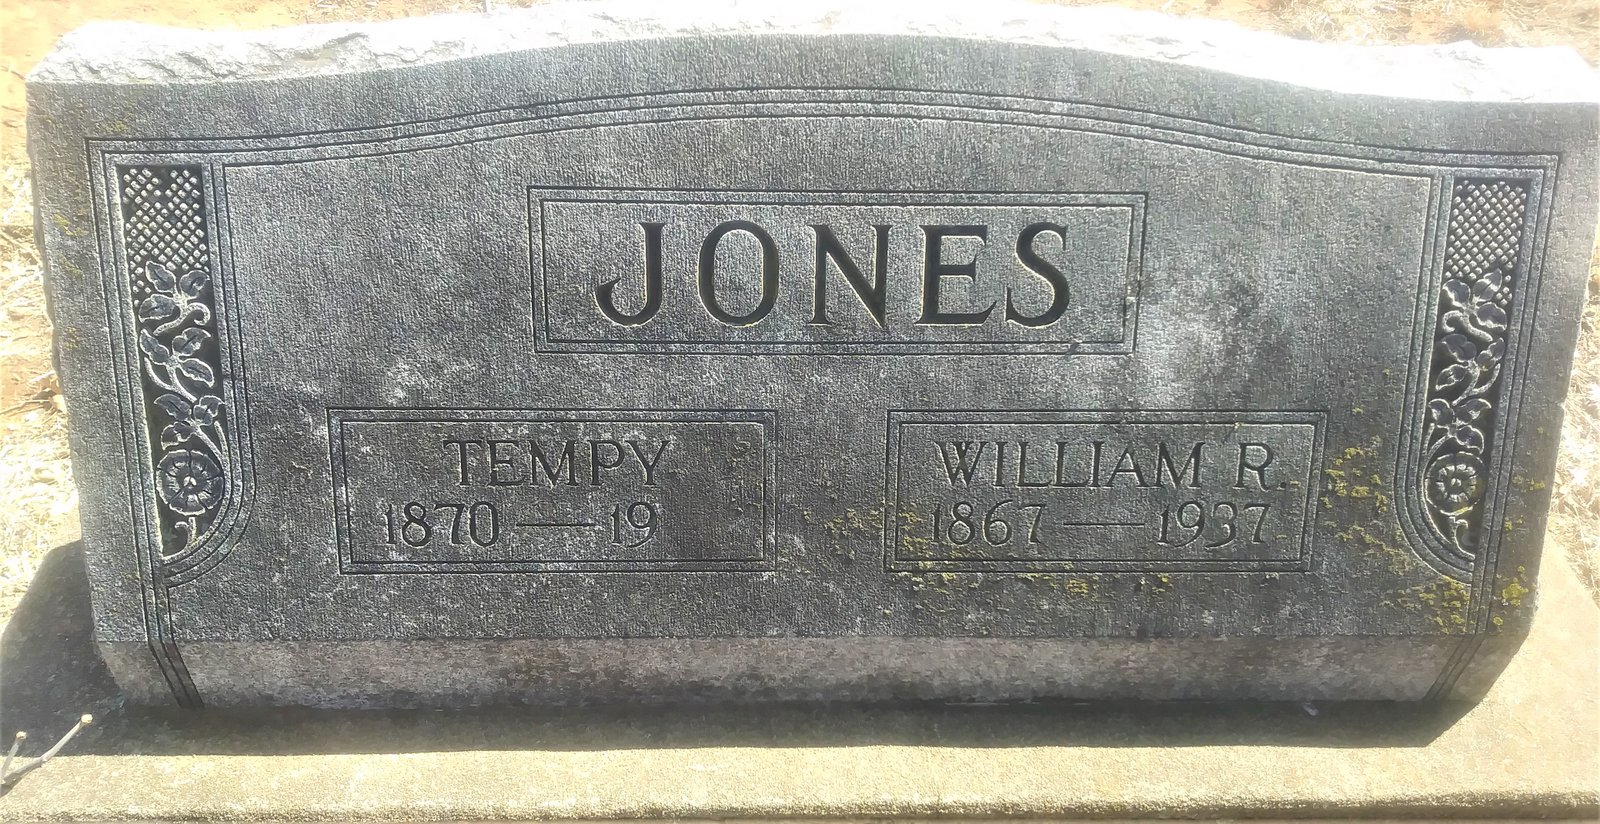 JONES
TEMPY
1870 — 19
WILLIAM R.
1867 — 1937